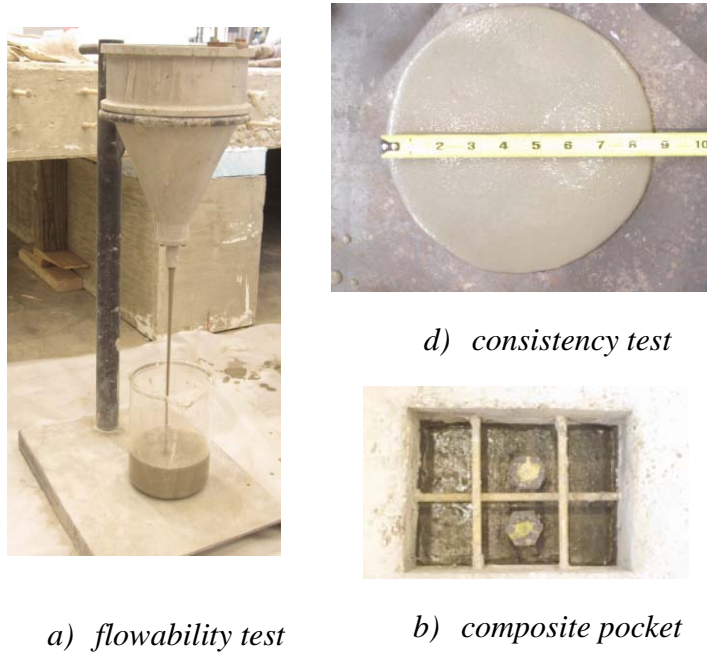 2 3 4 5 6 7 8 9 10
d) consistency test
a) flowability test
b) composite pocket